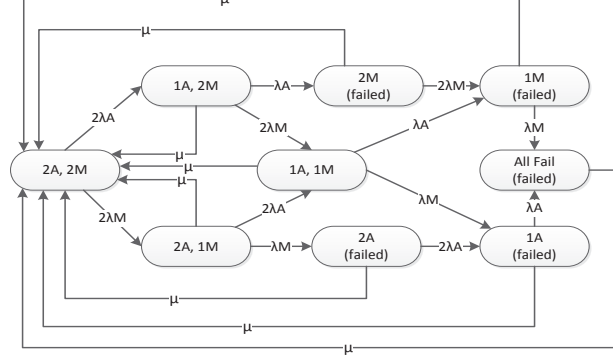 μ
μ
1A, 2M
λA
2M
(failed)
2λM
1M
(failed)
2λA
2λM
λA
λM
μ
2A, 2M
μ
μ
1A, 1M
All Fail
(failed)
2λM
2λA
λM
λA
2A, 1M
λM
2A
(failed)
2λA
1A
(failed)
μ
μ
μ